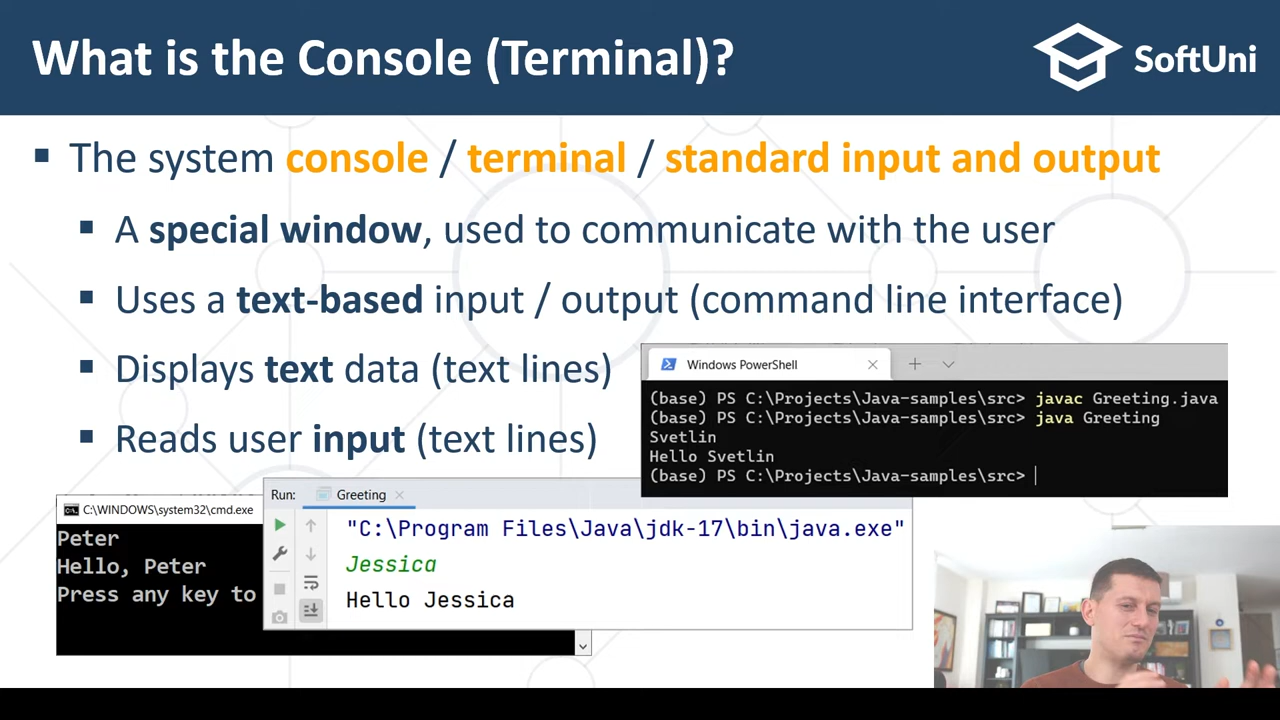 What is the Console (Terminal)?
SoftUni
The system console / terminal / standard input and output
A special window, used to communicate with the user
Uses a text-based input / output (command line interface)
Displays text data (text lines)
Reads user input (text lines)
Windows PowerShell
(base) PS C:\Projects\Java-samples\src> javac Greeting.java
(base) PS C:\Projects\Java-samples\src> java Greeting
Svetlin
Hello Svetlin
(base) PS C:\Projects\Java-samples\src>
C:\WINDOWS\system32\cmd.exe
Peter
Hello, Peter
Press any key to
Run: Greeting
"C:\Program Files\Java\jdk-17\bin\java.exe"
Jessica
Hello Jessica